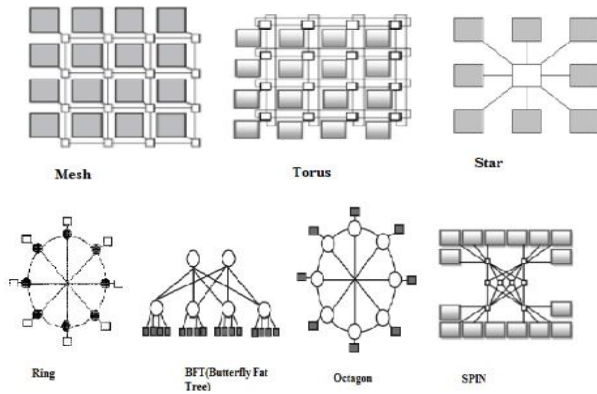 Mesh
Torus
Star
Ring
BFT(Butterfly Fat
Tree)
Octagon
SPIN